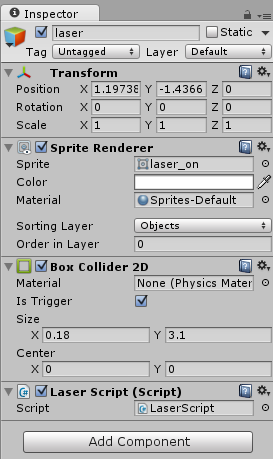 Inspector
laser Static
Tag Untagged Layer Default
Transform
Position X 1.19738 Y -1.4366 Z 0
Rotation X 0 Y 0 Z 0
Scale X 1 Y 1 Z 1
Sprite Renderer
Sprite laser_on
Color
Material Sprites-Default
Sorting Layer Objects
Order in Layer 0
Box Collider 2D
Material None (Physics Mater
Is Trigger
Size
X 0.18 Y 3.1
Center
X 0 Y 0
Laser Script (Script)
Script LaserScript
Add Component